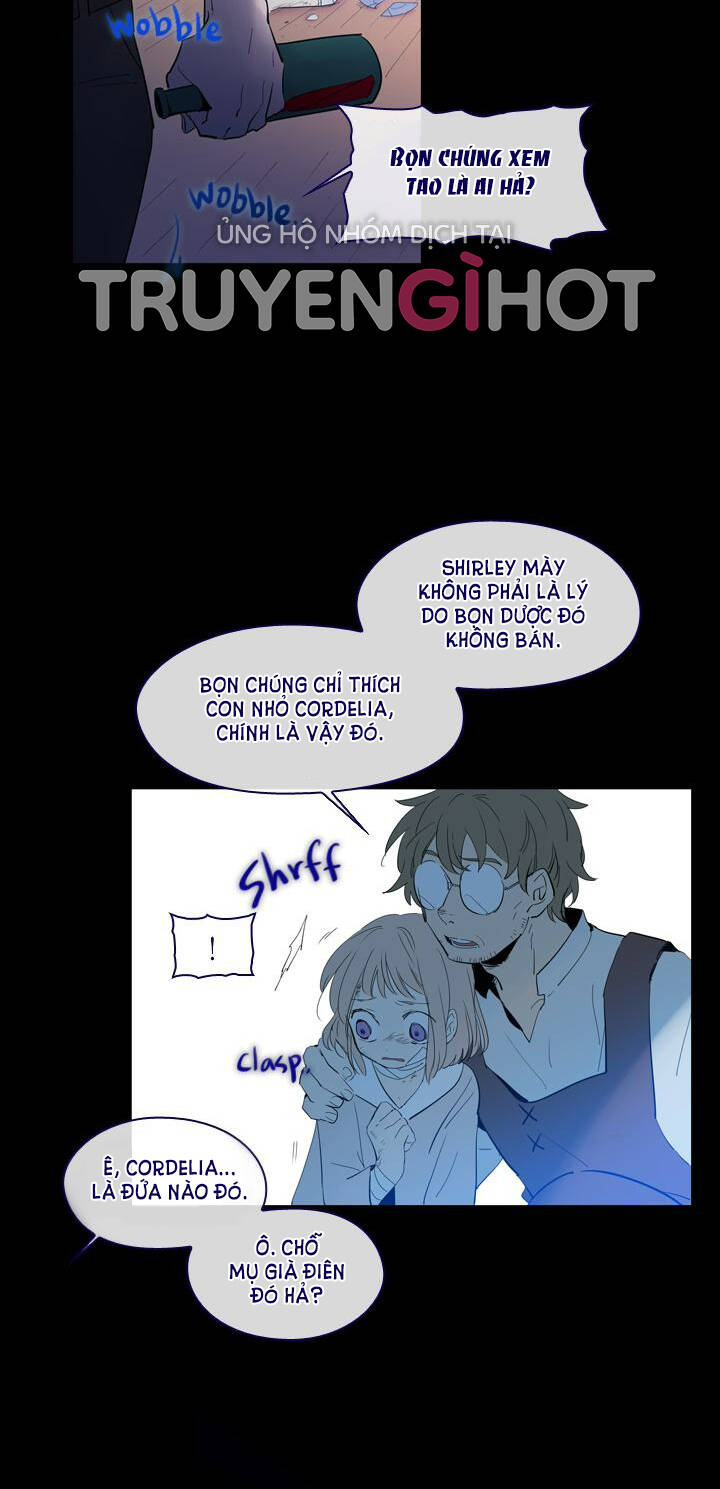 Wobble
BỌN CHÚNG XEM
TAO LÀ AI HẢ?
Wobble.
ỦNG HỘ NHÓM DỊCH TẠI
TRUYENGÌHOT
SHIRLEY MÀY
KHÔNG PHẢI LÀ LÝ
DO BỌN DƯỢC ĐÓ
KHÔNG BÁN.
BỌN CHÚNG CHỈ THÍCH
CON NHỎ CORDELIA,
CHÍNH LÀ VẬY ĐÓ.
Shrff
!
Clasp..
Ê, CORDELIA...
LÀ ĐỨA NÀO ĐÓ.
Ô. CHỖ
MỤ GIÀ ĐIÊN
ĐÓ HẢ?